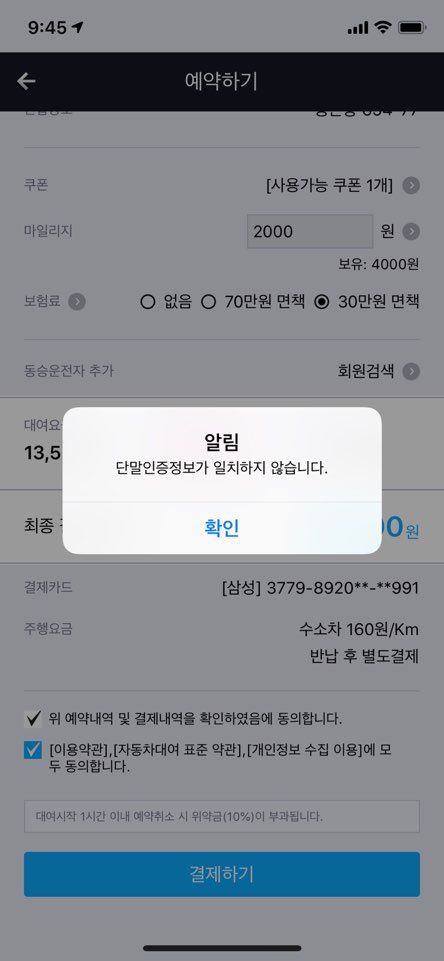 9:45
예약하기
쿠폰
[사용가능 쿠폰 1개]
마일리지
2000
원
보유: 4000원
보험료
없음
70만원 면책
30만원 면책
동승운전자 추가
회원검색
13,5
알림
단말인증정보가 일치하지 않습니다.
확인
최종
0원
결제카드
[삼성] 3779-8920**-**991
주행요금
수소차 160원/Km
반납 후 별도결제
위 예약내역 및 결제내역을 확인하였음에 동의합니다.
[이용약관],[자동차대여 표준 약관],[개인정보 수집 이용]에 모
두 동의합니다.
대여시작 1시간 이내 예약취소 시 위약금(10%)이 부과됩니다.
결제하기